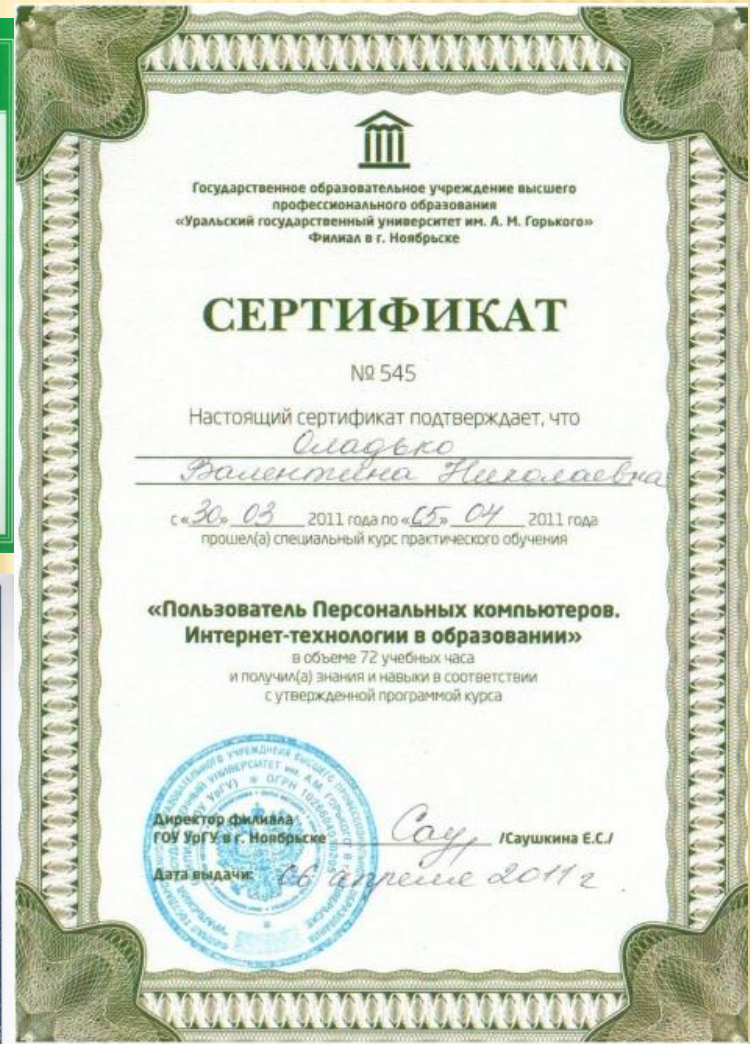 Государственное образовательное учреждение высшего
профессионального образования
«Уральский государственный университет им. А. М. Горького»
Филиал в г. Ноябрьске
СЕРТИФИКАТ
№ 545
Настоящий сертификат подтверждает, что
Оладько
Валентина Николаевна
с «30» 03 2011 года по «05» 04 2011 года
прошел(а) специальный курс практического обучения
«Пользователь Персональных компьютеров.
Интернет-технологии в образовании»
в объеме 72 учебных часа
и получил(а) знания и навыки в соответствии
с утвержденной программой курса
Директор филиала
ГОУ УрГУ в г. Ноябрьске Сау /Саушкина Е.С./
Дата выдачи: 06 апреля 2011 г.